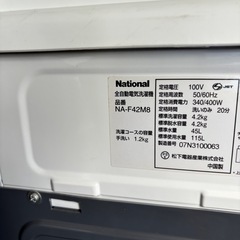 National
全自動電気洗濯機
品番
NA-F42M8
洗濯コースの容量
手洗い 1.2kg
定格電圧 100V
定格周波数 50/60Hz
定格消費電力 340/400W
定格時間 洗いのみ 20分
標準洗濯容量 4.2kg
標準脱水容量 4.2kg
標準水量 45L
標準使用水量 115L
07N3100063
松下電器産業株式会社
中国製
JET